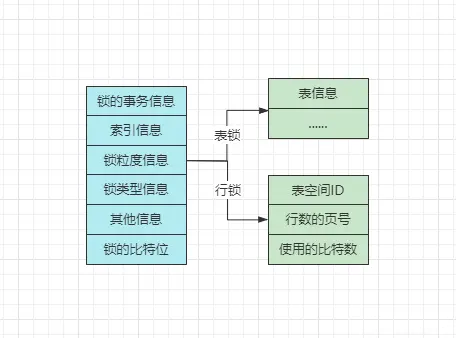 锁的事务信息
索引信息
锁粒度信息
锁类型信息
其他信息
锁的比特位
表锁
行锁
表信息
......
表空间ID
行数的页号
使用的比特数